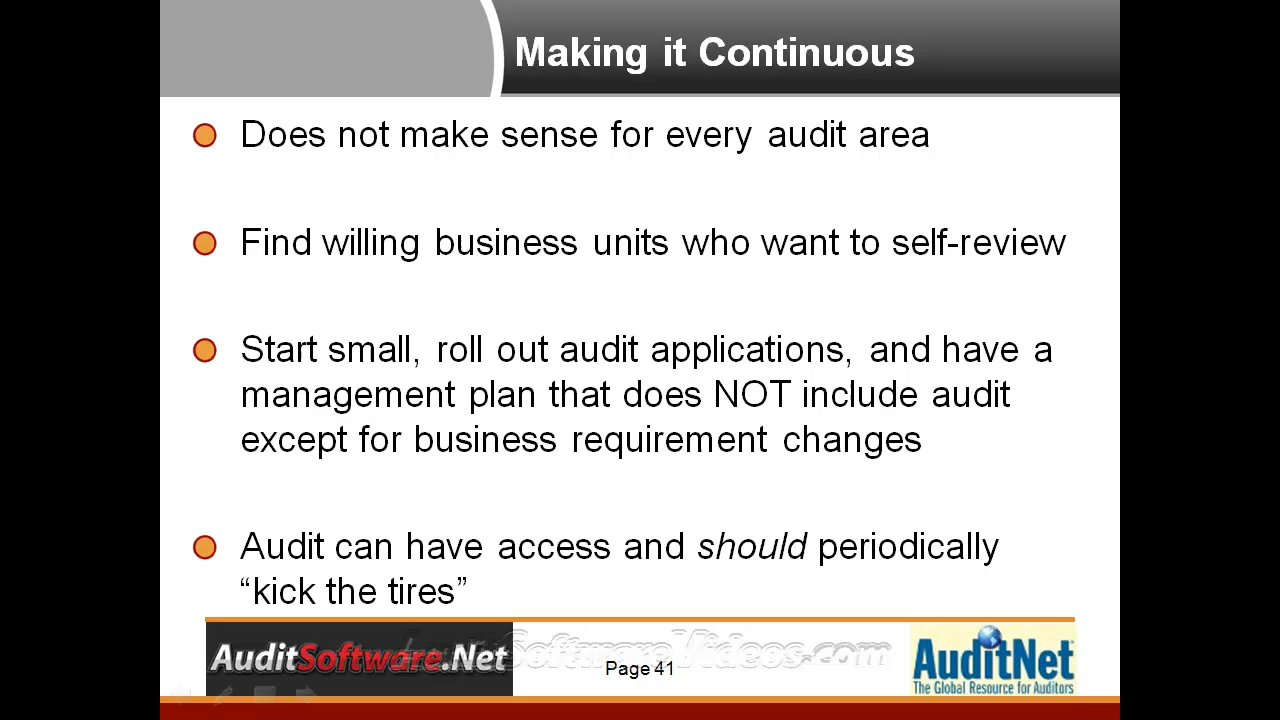 Making it Continuous
Does not make sense for every audit area
Find willing business units who want to self-review
Start small, roll out audit applications, and have a
management plan that does NOT include audit
except for business requirement changes
Audit can have access and should periodically
“kick the tires”
AuditSoftware.Net
SoftwareVideos.com
Page 41
AuditNet
The Global Resource for Auditors